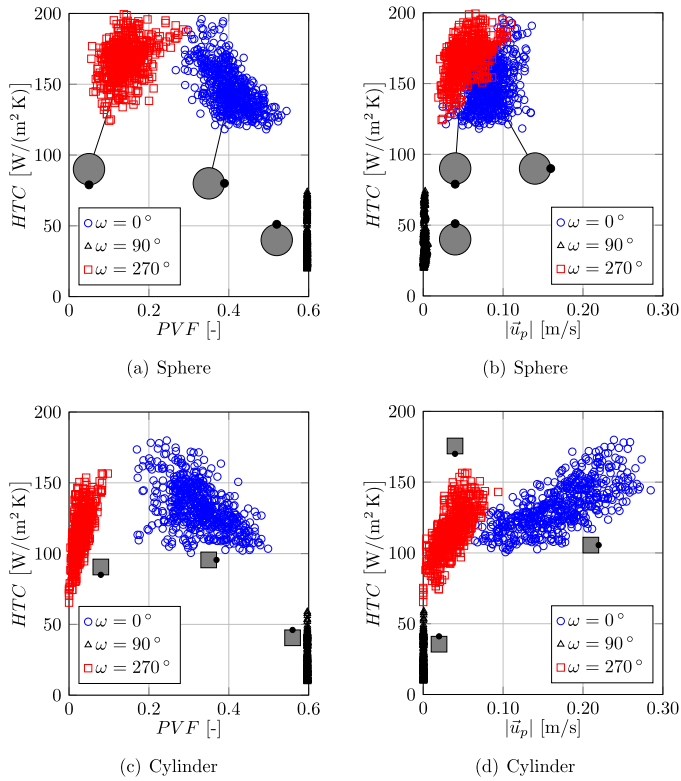 200
150
100
50
0
HTC [W/(m² K)]
0
0.2
0.4
0.6
PVF [-]
ω = 0°
ω = 90°
ω = 270°
(a) Sphere
200
150
100
50
0
HTC [W/(m² K)]
0
0.10
0.20
0.30
|u⃗ₚ| [m/s]
ω = 0°
ω = 90°
ω = 270°
(b) Sphere
200
150
100
50
0
HTC [W/(m² K)]
0
0.2
0.4
0.6
PVF [-]
ω = 0°
ω = 90°
ω = 270°
(c) Cylinder
200
150
100
50
0
HTC [W/(m² K)]
0
0.10
0.20
0.30
|u⃗ₚ| [m/s]
ω = 0°
ω = 90°
ω = 270°
(d) Cylinder